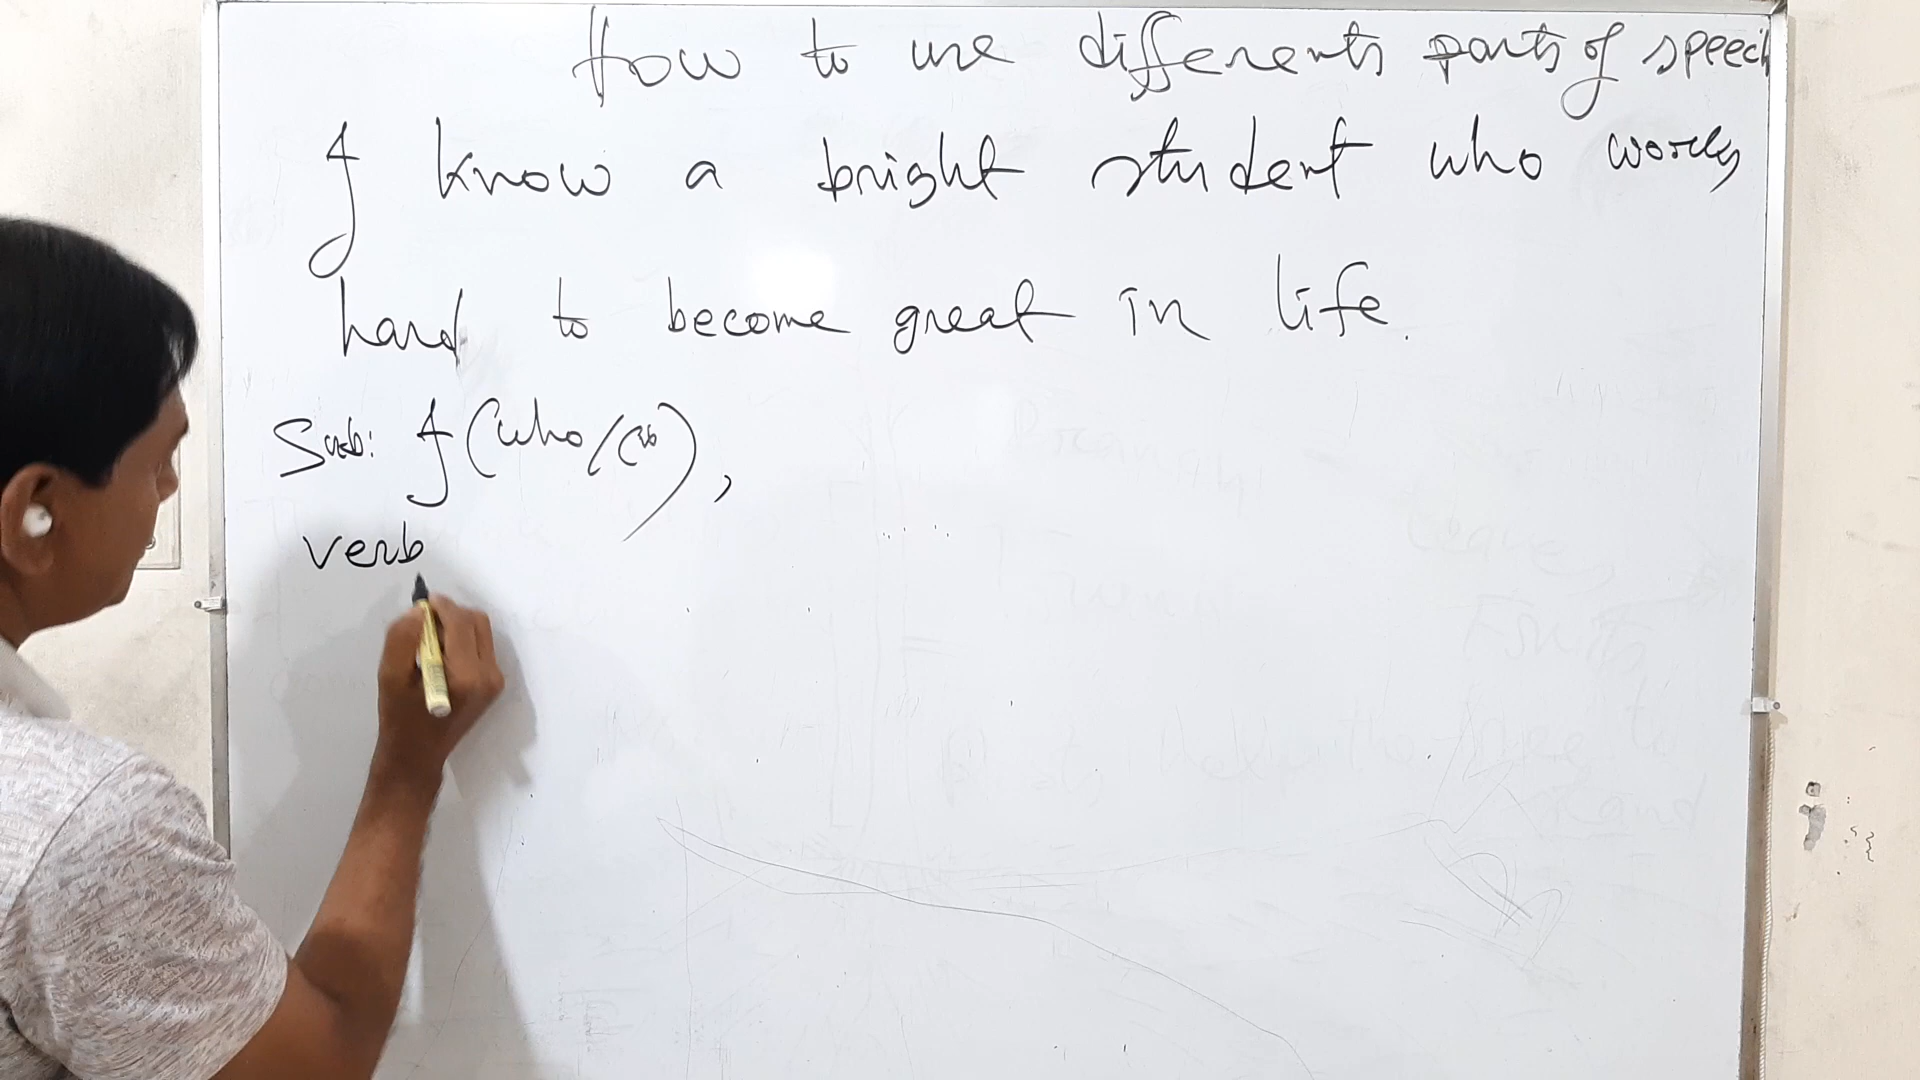 How to use differents parts of speech
I know a bright student who works
hard to become great in life.
Sub: I (who/
verb